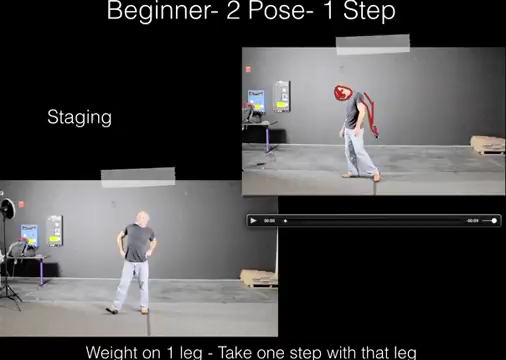 Beginner- 2 Pose- 1 Step
Staging
00:00
-00:09
Weight on 1 leg - Take one step with that leg